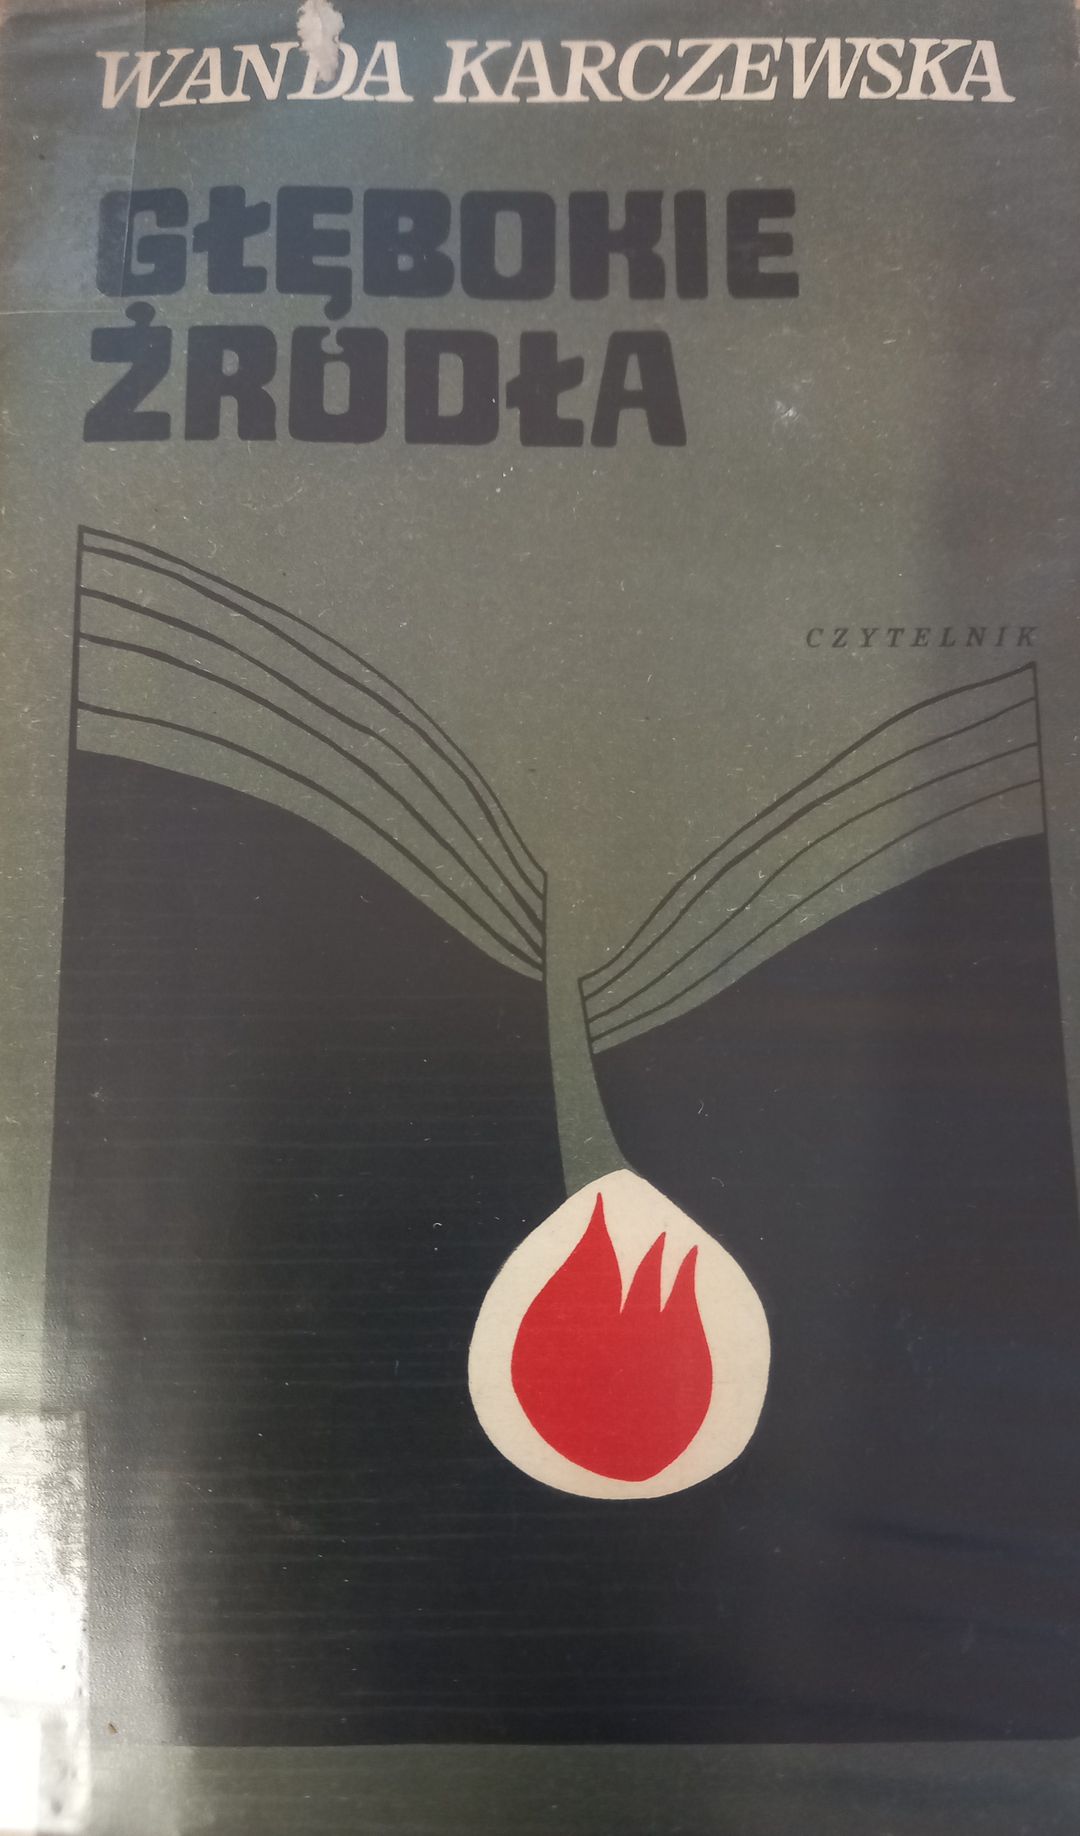 WANDA KARCZEWSKA
GŁĘBOKIE
ŹRÓDŁA
CZYTELNIK